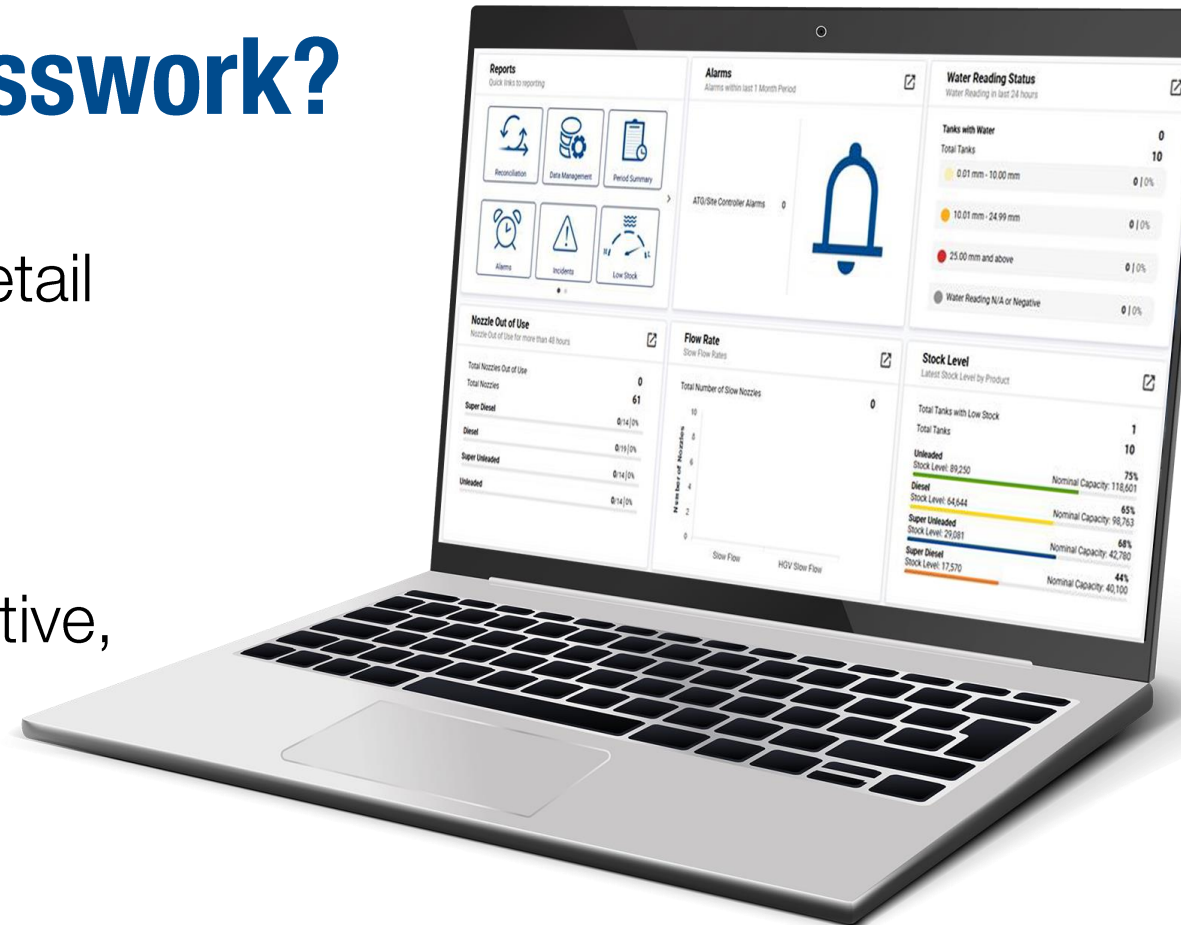 sswork?
etail
tive,
Reports
Quick links to reporting
Reconciliation
Data Management
Period Summary
Alarms
Incidents
Low Stock
Alarms
Alarms within last 1 Month Period
ATG/Site Controller Alarms 0
Water Reading Status
Water Reading in last 24 hours
Tanks with Water 0
Total Tanks 10
0.01 mm - 10.00 mm 0 | 0%
10.01 mm - 24.99 mm 0 | 0%
25.00 mm and above 0 | 0%
Water Reading N/A or Negative 0 | 0%
Nozzle Out of Use
Nozzle Out of Use for more than 48 hours
Total Nozzles Out of Use 0
Total Nozzles 61
Super Diesel
0/14 | 0%
Diesel
0/19 | 0%
Super Unleaded
0/14 | 0%
Unleaded
0/14 | 0%
Flow Rate
Slow Flow Rates
Total Number of Slow Nozzles 0
Number of Nozzles
10
8
6
4
2
0
Slow Flow
HGV Slow Flow
Stock Level
Latest Stock Level by Product
Total Tanks with Low Stock 1
Total Tanks 10
Unleaded 75%
Stock Level: 89,250 Nominal Capacity: 118,601
Diesel 65%
Stock Level: 64,644 Nominal Capacity: 98,763
Super Unleaded 68%
Stock Level: 29,081 Nominal Capacity: 42,780
Super Diesel 44%
Stock Level: 17,570 Nominal Capacity: 40,100